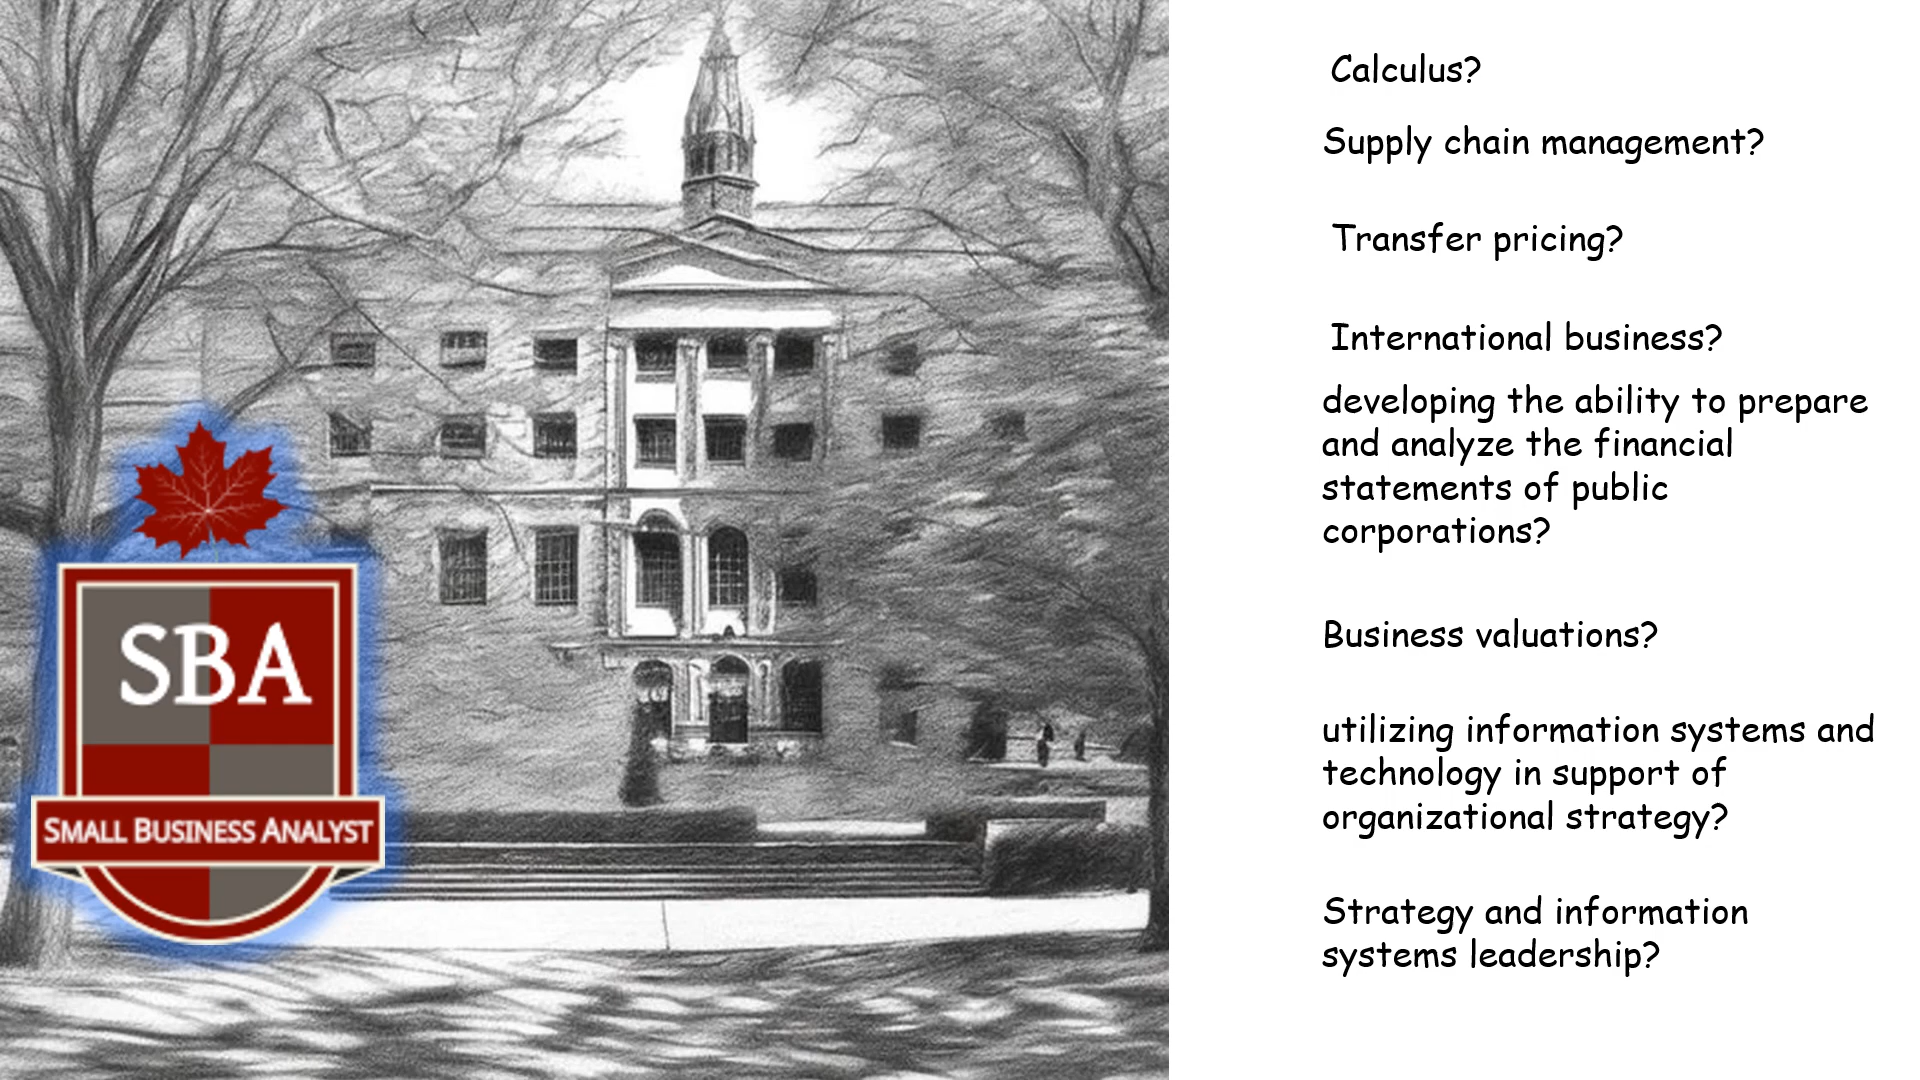 Calculus?
Supply chain management?
Transfer pricing?
International business?
developing the ability to prepare
and analyze the financial
statements of public
corporations?
Business valuations?
utilizing information systems and
technology in support of
organizational strategy?
Strategy and information
systems leadership?
SBA
SMALL BUSINESS ANALYST